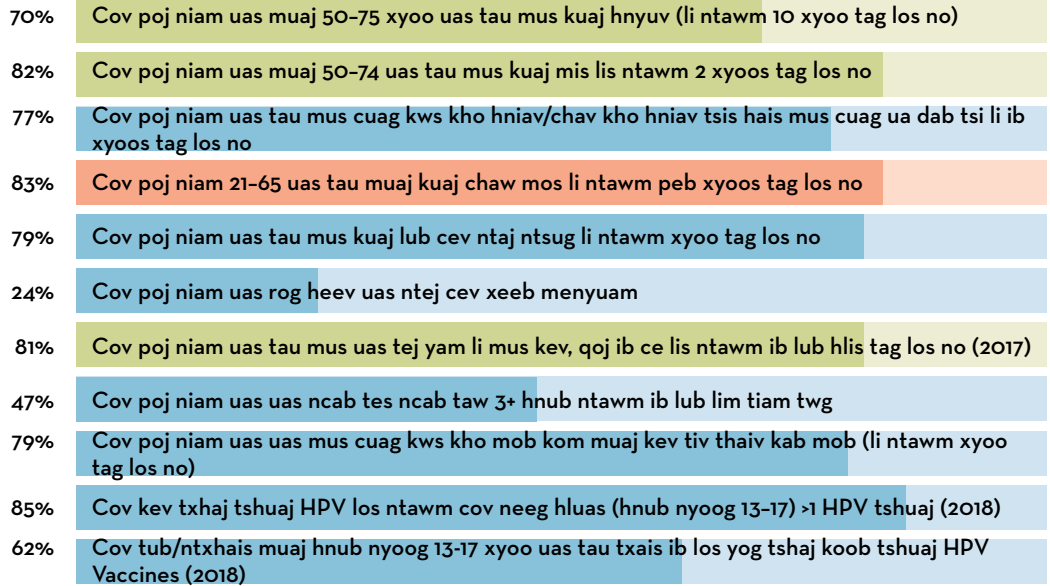 70% Cov poj niam uas muaj 50–75 xyoo uas tau mus kuaj hnyuv (li ntawm 10 xyoo tag los no)
82% Cov poj niam uas muaj 50–74 uas tau mus kuaj mis lis ntawm 2 xyoos tag los no
77% Cov poj niam uas tau mus cuag kws kho hniav/chav kho hniav tsis hais mus cuag ua dab tsi li ib
xyoos tag los no
83% Cov poj niam 21–65 uas tau muaj kuaj chaw mos li ntawm peb xyoos tag los no
79% Cov poj niam uas tau mus kuaj lub cev ntaj ntsug li ntawm xyoo tag los no
24% Cov poj niam uas rog heev uas ntej cev xeeb menyuam
81% Cov poj niam uas tau mus uas tej yam li mus kev, qoj ib ce lis ntawm ib lub hlis tag los no (2017)
47% Cov poj niam uas uas ncab tes ncab taw 3+ hnub ntawm ib lub lim tiam twg
79% Cov poj niam uas uas mus cuag kws kho mob kom muaj kev tiv thaiv kab mob (li ntawm xyoo
tag los no)
85% Cov kev txhaj tshuaj HPV los ntawm cov neeg hluas (hnub nyoog 13–17) >1 HPV tshuaj (2018)
62% Cov tub/ntxhais muaj hnub nyoog 13-17 xyoo uas tau txais ib los yog tshaj koob tshuaj HPV
Vaccines (2018)